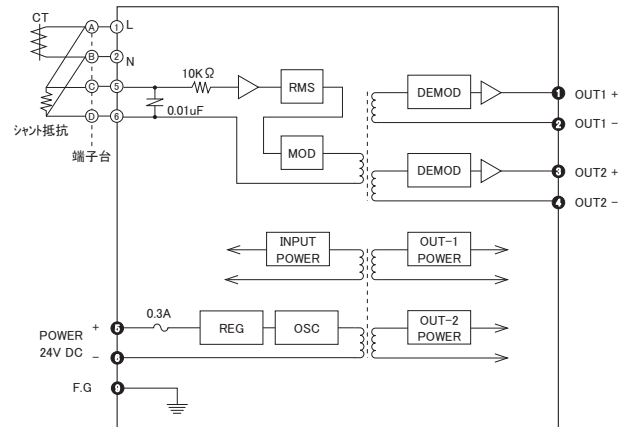 CT
A
1
L
B
2
N
C
5
10KΩ
RMS
DEMOD
1
OUT1 +
2
OUT1 −
D
6
0.01uF
シャント抵抗
端子台
MOD
DEMOD
3
OUT2 +
4
OUT2 −
INPUT
POWER
OUT-1
POWER
POWER
24V DC
+
5
0.3A
REG
OSC
OUT-2
POWER
−
F.G
9